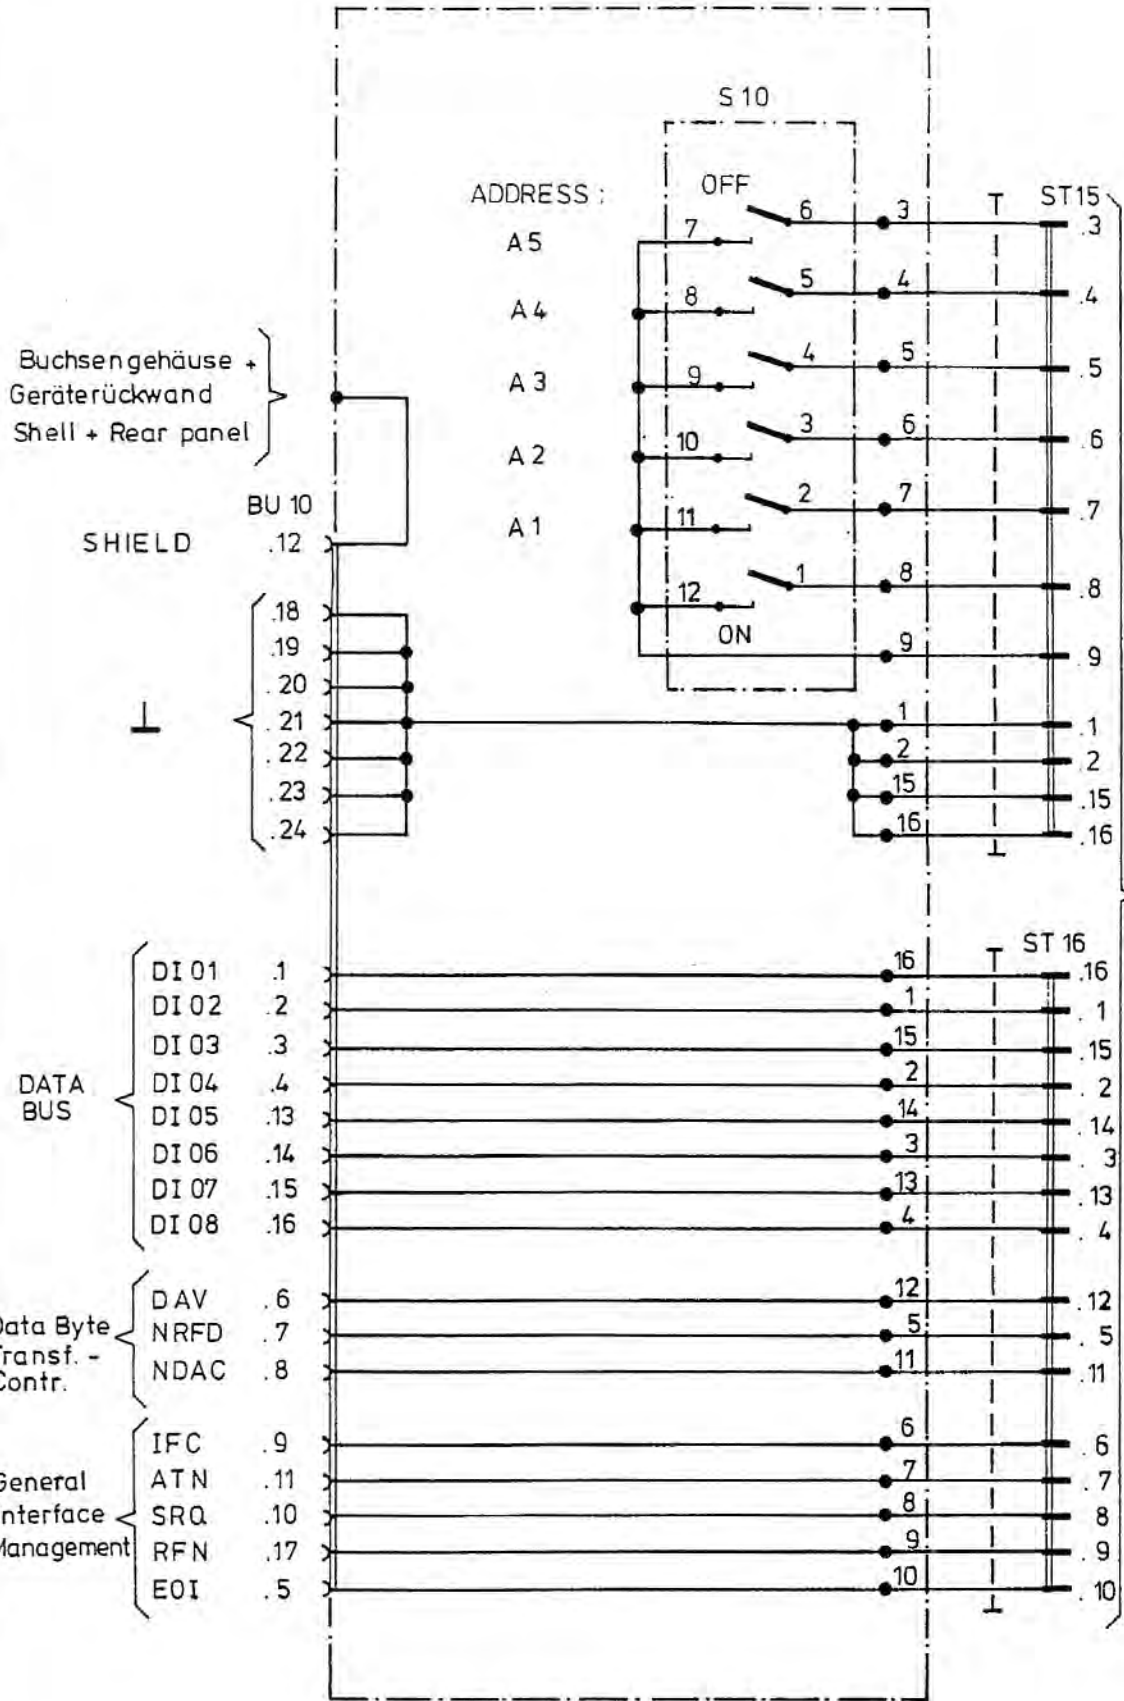 S 10
ADDRESS :
OFF
ST15
A5 7 6 3 .3
A4 8 5 4 .4
A3 9 4 5 .5
A2 10 3 6 .6
A1 11 2 7 .7
12 1 8 .8
ON
9 .9
Buchsengehäuse +
Geräterückwand
Shell + Rear panel
BU 10
SHIELD .12
.18
.19
.20
.21 1 .1
.22 2 .2
.23 15 .15
.24 16 .16
ST 16
DATA
BUS
DI 01 .1 16 .16
DI 02 .2 1 .1
DI 03 .3 15 .15
DI 04 .4 2 .2
DI 05 .13 14 .14
DI 06 .14 3 .3
DI 07 .15 13 .13
DI 08 .16 4 .4
Data Byte
Transf. -
Contr.
DAV .6 12 .12
NRFD .7 5 .5
NDAC .8 11 .11
General
Interface
Management
IFC .9 6 .6
ATN .11 7 .7
SRQ .10 8 8
RFN .17 9 .9
EOI .5 10 .10